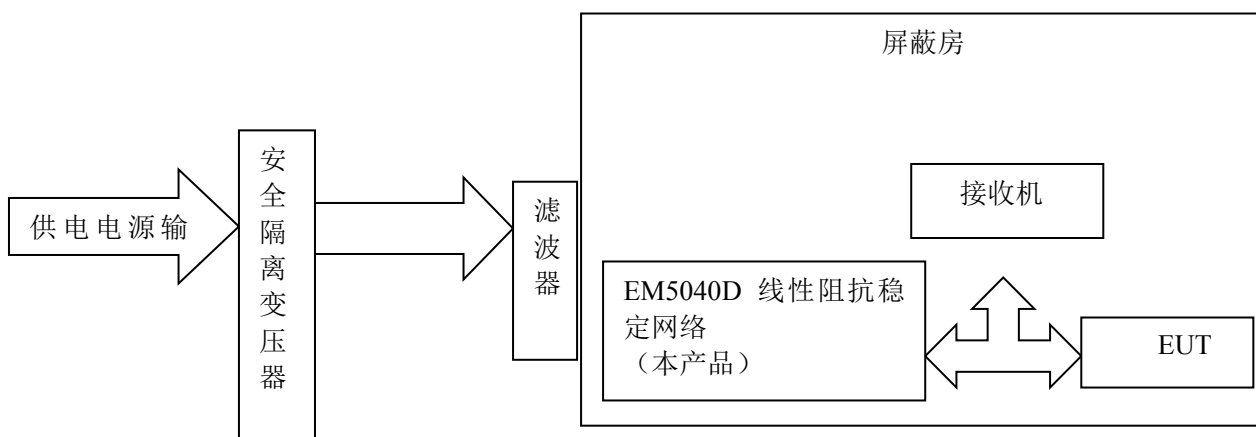 屏蔽房
供电电源输
安全隔离变压器
滤波器
接收机
EM5040D 线性阻抗稳
定网络
（本产品）
EUT